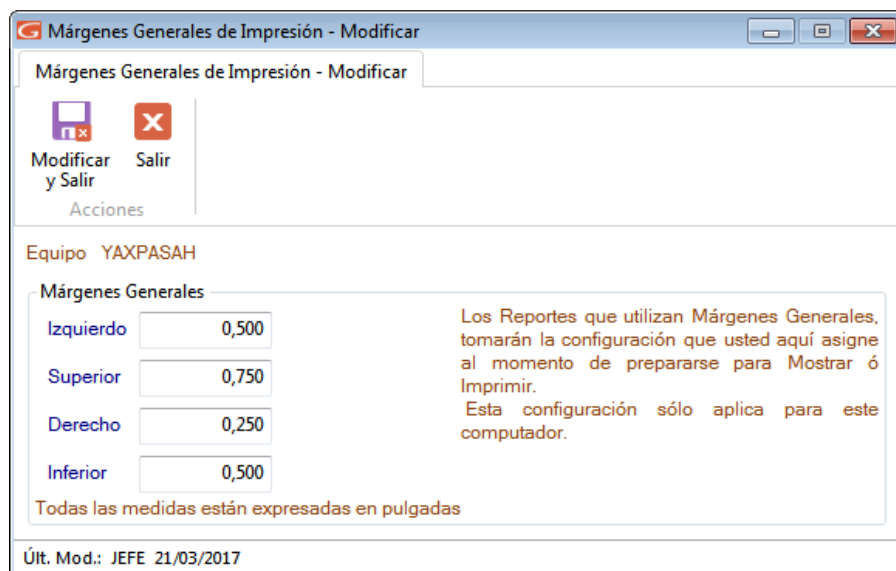 Márgenes Generales de Impresión - Modificar
Márgenes Generales de Impresión - Modificar
Modificar
y Salir
Salir
Acciones
Equipo YAXPASAH
Márgenes Generales
Izquierdo 0,500
Superior 0,750
Derecho 0,250
Inferior 0,500
Los Reportes que utilizan Márgenes Generales,
tomarán la configuración que usted aquí asigne
al momento de prepararse para Mostrar ó
Imprimir.
Esta configuración sólo aplica para este
computador.
Todas las medidas están expresadas en pulgadas
Últ. Mod.: JEFE 21/03/2017